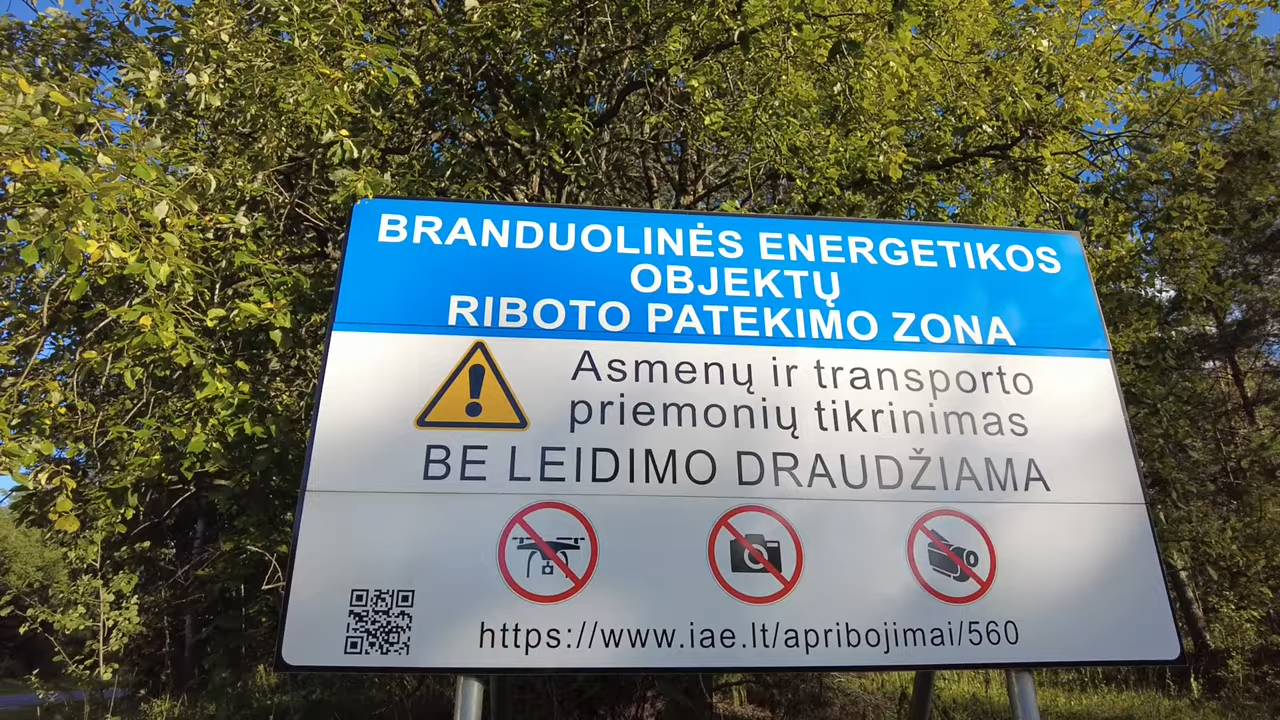 BRANDUOLINĖS ENERGETIKOS
OBJEKTŲ
RIBOTO PATEKIMO ZONA
Asmenų ir transporto
priemonių tikrinimas
BE LEIDIMO DRAUDŽIAMA
https://www.iae.lt/apribojimai/560